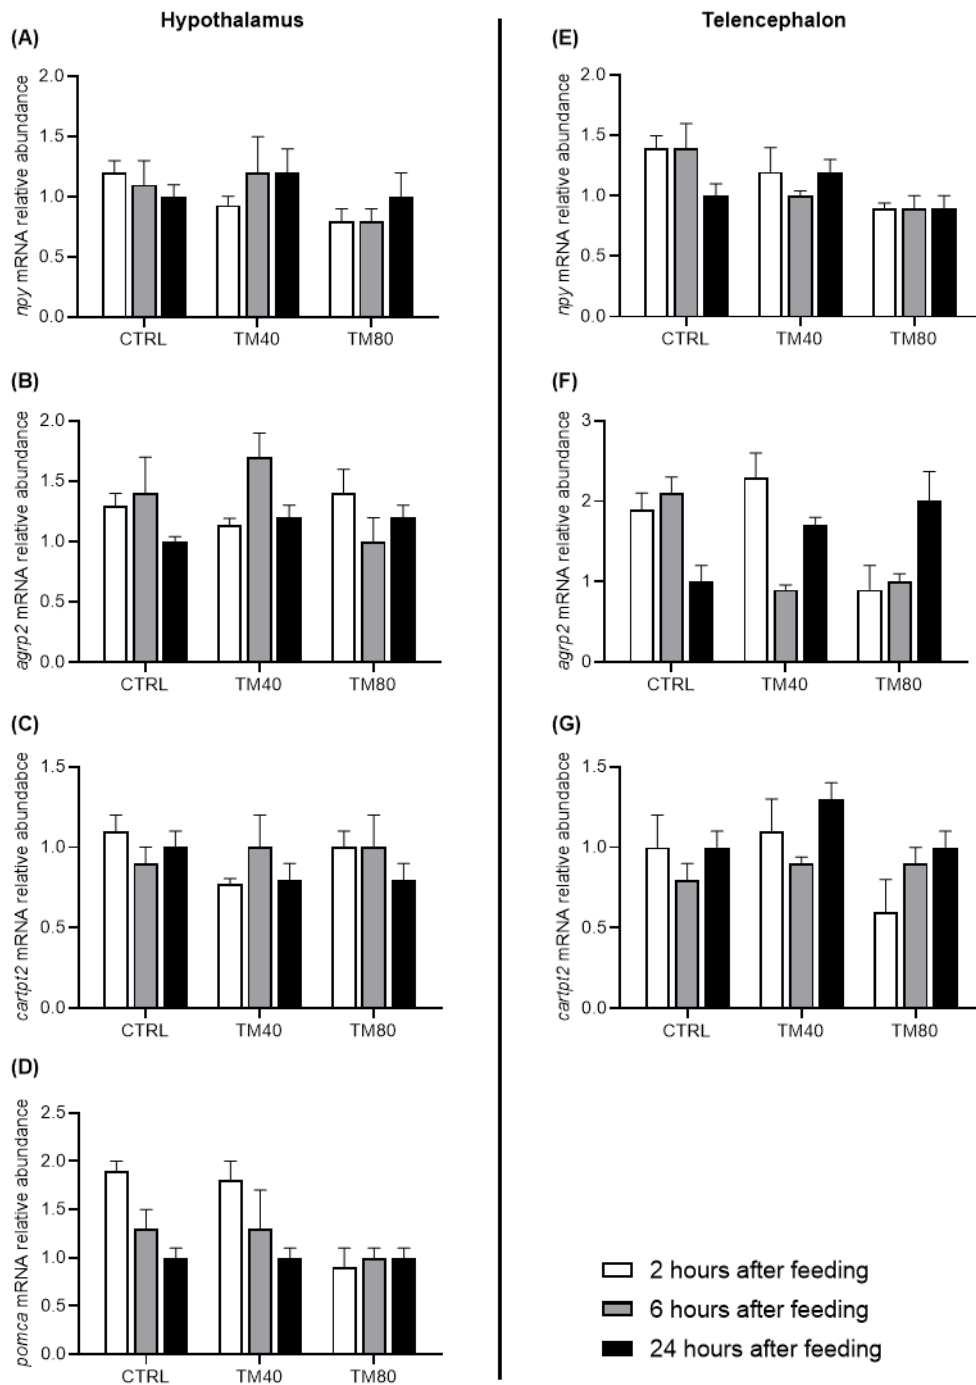 Hypothalamus
(A)
npy mRNA relative abundance
2.0
1.5
1.0
0.5
0.0
CTRL TM40 TM80
(B)
agrp2 mRNA relative abundance
2.0
1.5
1.0
0.5
0.0
CTRL TM40 TM80
(C)
cartpt2 mRNA relative abundabce
1.5
1.0
0.5
0.0
CTRL TM40 TM80
(D)
pomca mRNA relative abundance
2.5
2.0
1.5
1.0
0.5
0.0
CTRL TM40 TM80
Telencephalon
(E)
npy mRNA relative abundance
2.0
1.5
1.0
0.5
0.0
CTRL TM40 TM80
(F)
agrp2 mRNA relative abundance
3
2
1
0
CTRL TM40 TM80
(G)
cartpt2 mRNA relative abundance
1.5
1.0
0.5
0.0
CTRL TM40 TM80
2 hours after feeding
6 hours after feeding
24 hours after feeding